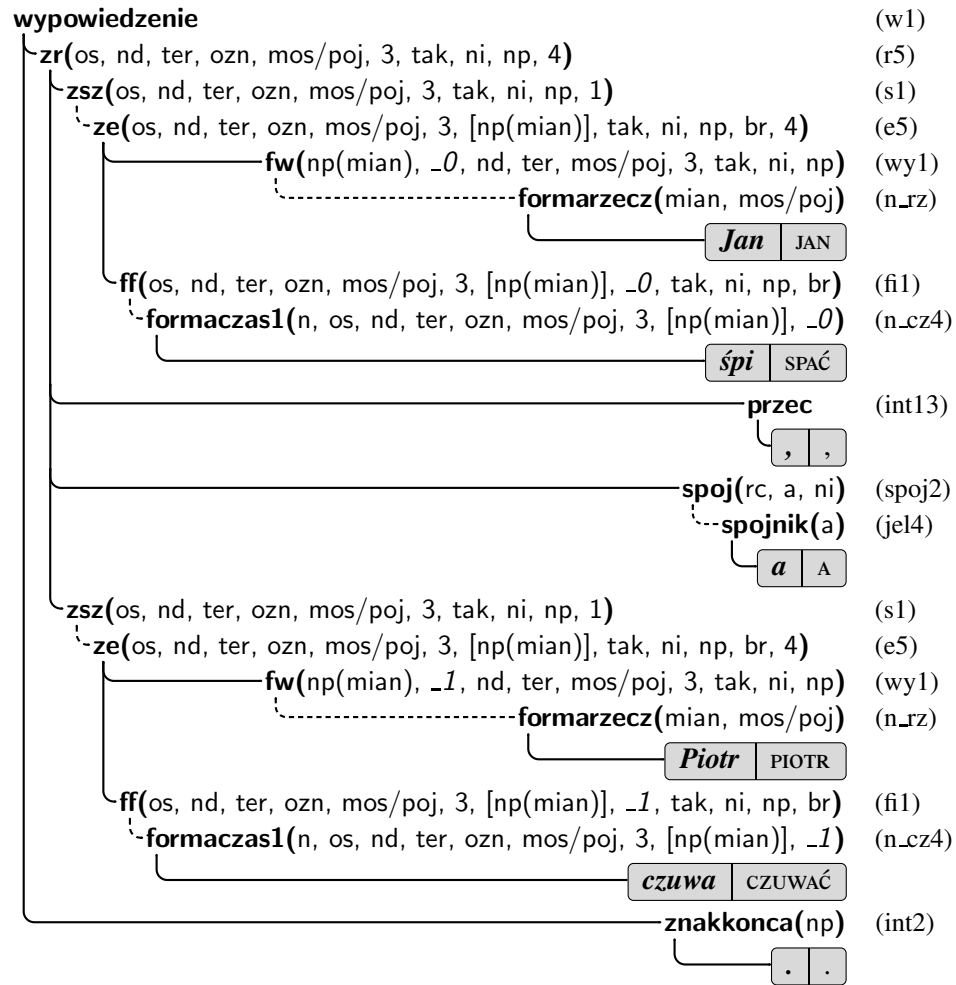 wypowiedzenie (w1)
zr(os, nd, ter, ozn, mos/poj, 3, tak, ni, np, 4) (r5)
zsz(os, nd, ter, ozn, mos/poj, 3, tak, ni, np, 1) (s1)
ze(os, nd, ter, ozn, mos/poj, 3, [np(mian)], tak, ni, np, br, 4) (e5)
fw(np(mian), _0, nd, ter, mos/poj, 3, tak, ni, np) (wy1)
formarzecz(mian, mos/poj) (n_rz)
Jan JAN
ff(os, nd, ter, ozn, mos/poj, 3, [np(mian)], _0, tak, ni, np, br) (fi1)
formaczas1(n, os, nd, ter, ozn, mos/poj, 3, [np(mian)], _0) (n_cz4)
śpi SPAĆ
przec (int13)
, ,
spoj(rc, a, ni) (spoj2)
spojnik(a) (jel4)
a A
zsz(os, nd, ter, ozn, mos/poj, 3, tak, ni, np, 1) (s1)
ze(os, nd, ter, ozn, mos/poj, 3, [np(mian)], tak, ni, np, br, 4) (e5)
fw(np(mian), _1, nd, ter, mos/poj, 3, tak, ni, np) (wy1)
formarzecz(mian, mos/poj) (n_rz)
Piotr PIOTR
ff(os, nd, ter, ozn, mos/poj, 3, [np(mian)], _1, tak, ni, np, br) (fi1)
formaczas1(n, os, nd, ter, ozn, mos/poj, 3, [np(mian)], _1) (n_cz4)
czuwa CZUWAĆ
znakkonca(np) (int2)
. .